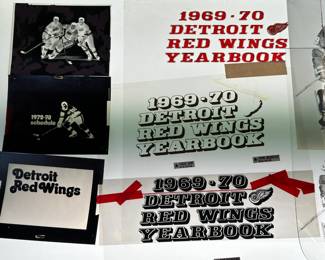 1969-70
DETROIT
RED WINGS
YEARBOOK
1972-70
schedule
1969-70
DETROIT
RED WINGS
YEARBOOK
Detroit
Red Wings
1969-70
DETROIT
RED WINGS
YEARBOOK